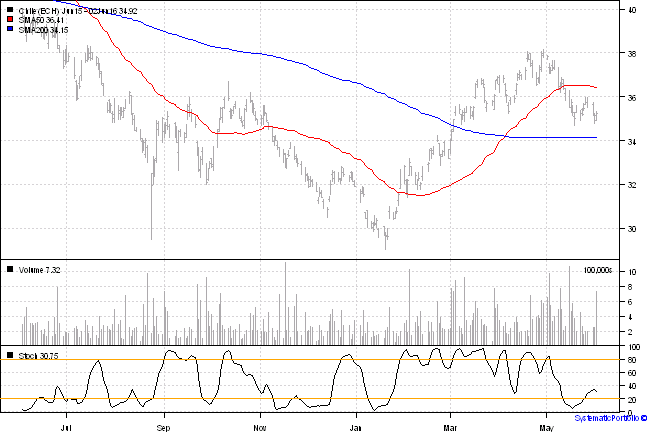 Chile (ECH) Jun 15 - 02 Jun 16 34.92
SMA50 36.41
SMA200 34.15
40
38
36
34
32
30
Volume 7.32
100,000s
10
8
6
4
2
Stoch 30.75
100
80
60
40
20
0
Jul
Sep
Nov
Jan
Mar
May
SystematicPortfolio ©